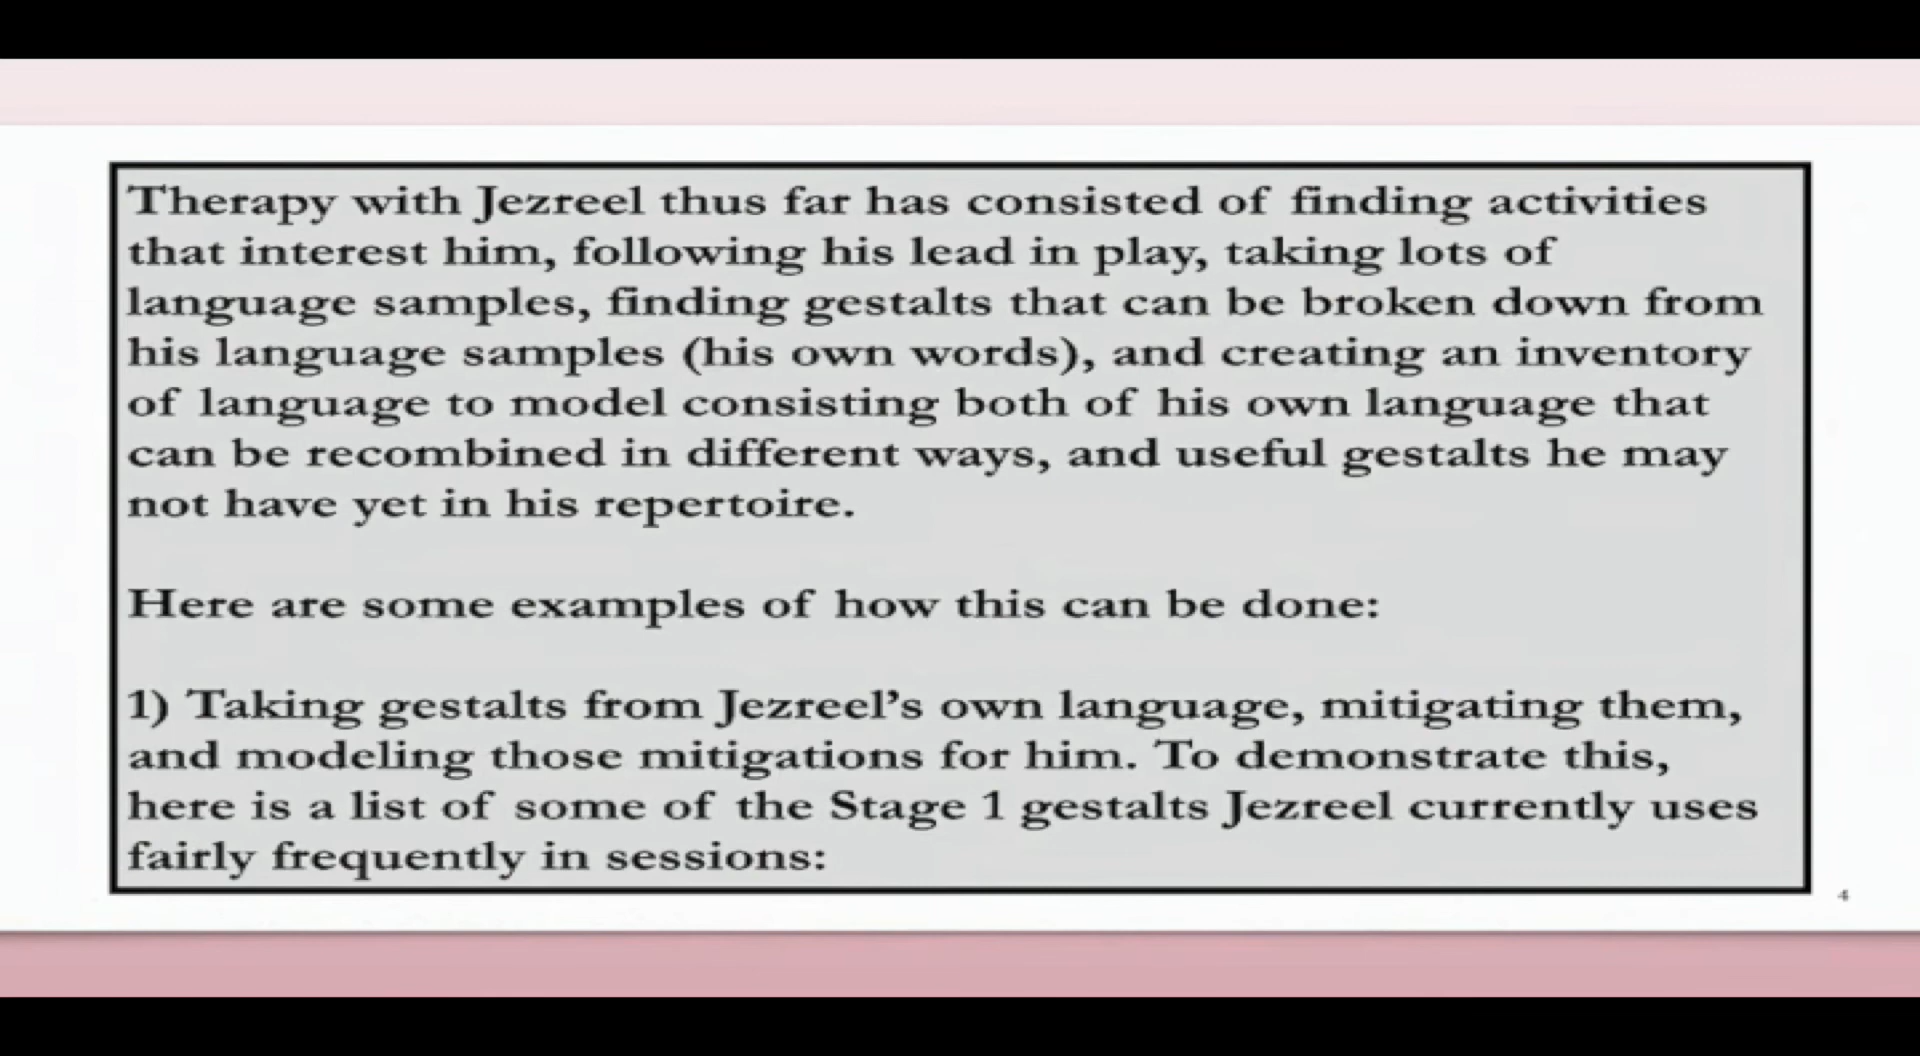 Therapy with Jezreel thus far has consisted of finding activities
that interest him, following his lead in play, taking lots of
language samples, finding gestalts that can be broken down from
his language samples (his own words), and creating an inventory
of language to model consisting both of his own language that
can be recombined in different ways, and useful gestalts he may
not have yet in his repertoire.
Here are some examples of how this can be done:
1) Taking gestalts from Jezreel’s own language, mitigating them,
and modeling those mitigations for him. To demonstrate this,
here is a list of some of the Stage 1 gestalts Jezreel currently uses
fairly frequently in sessions:
4